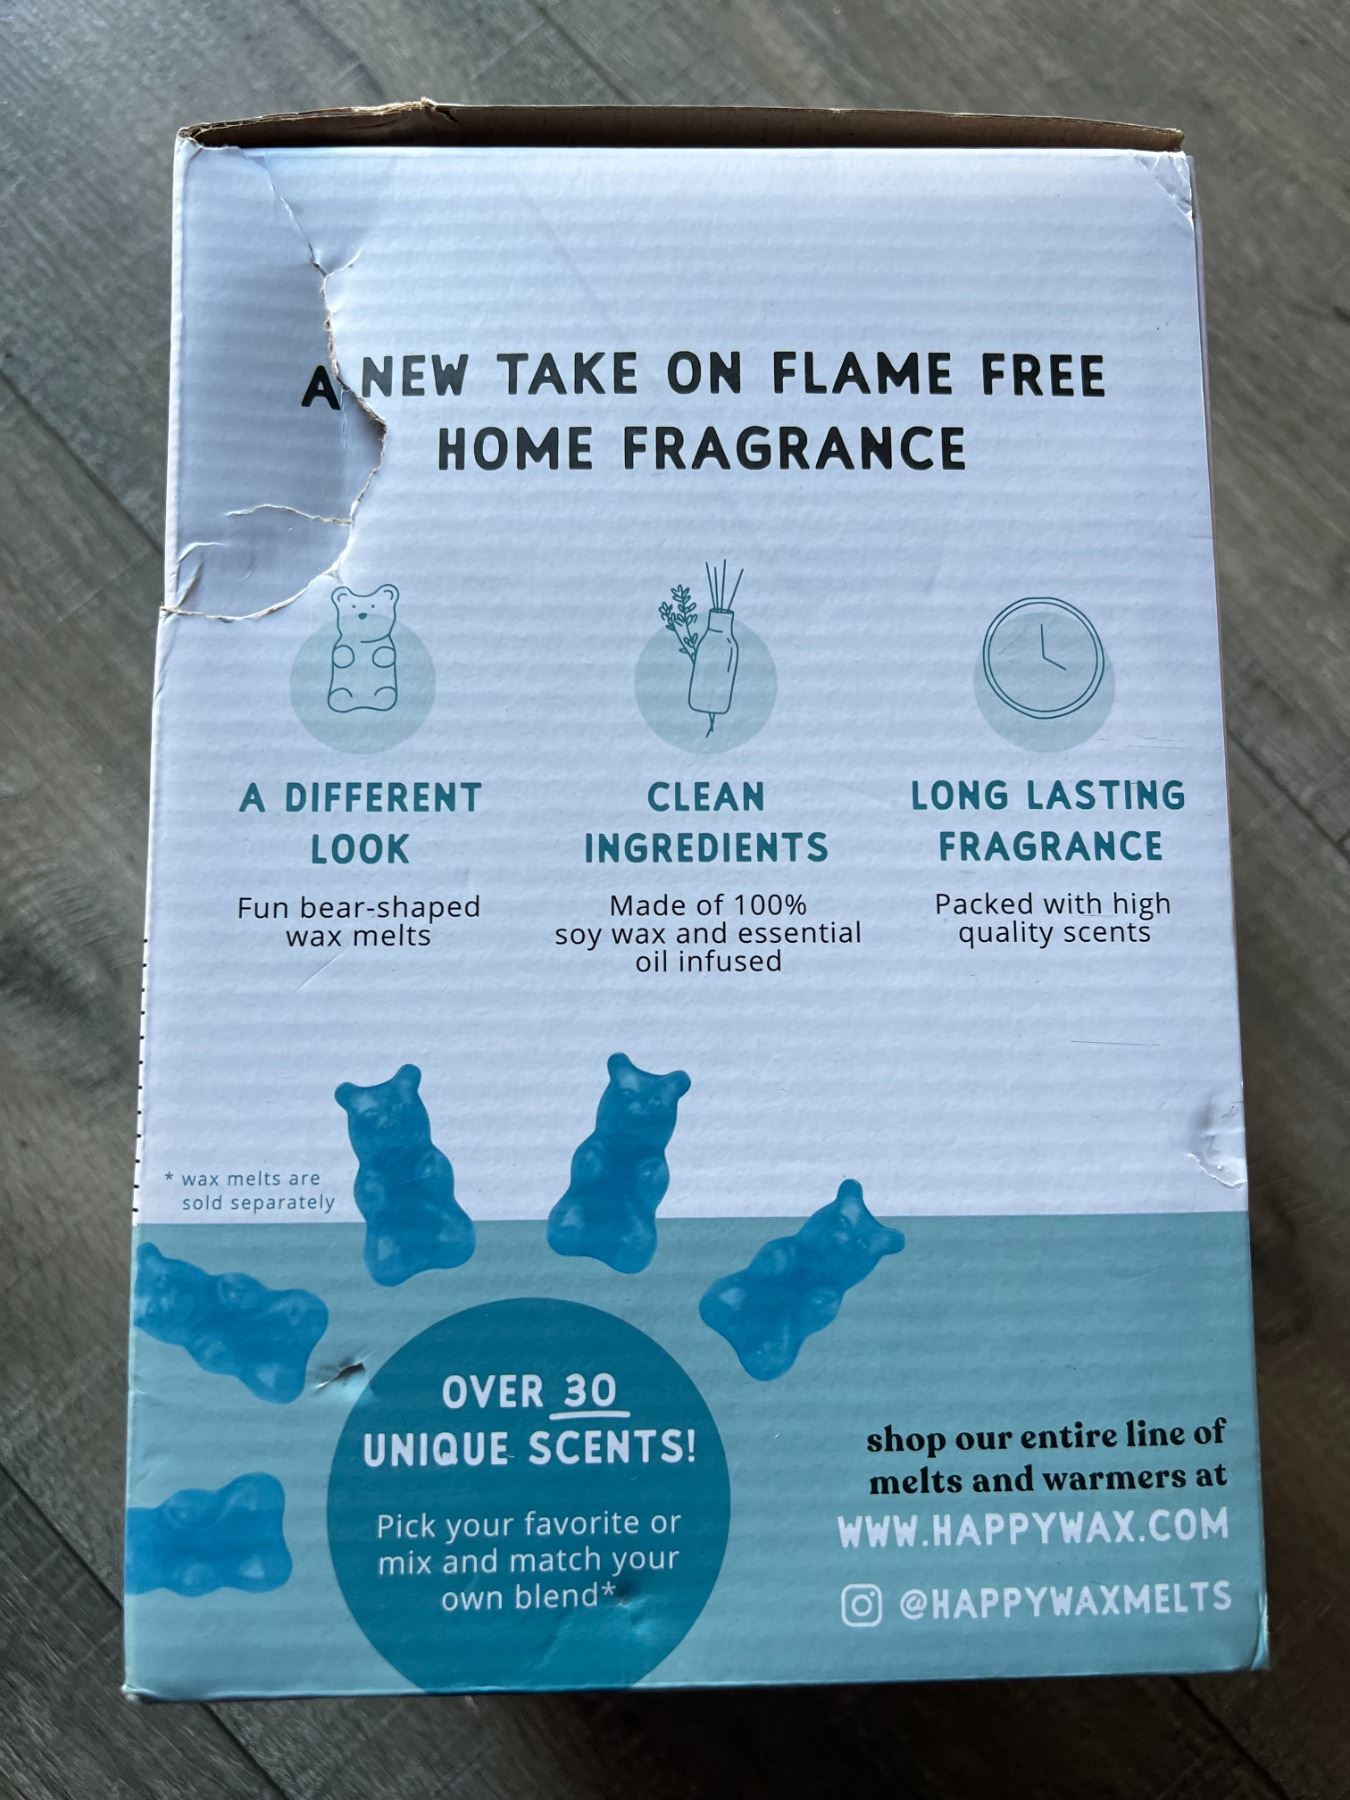 A NEW TAKE ON FLAME FREE
HOME FRAGRANCE
A DIFFERENT
LOOK
Fun bear-shaped
wax melts
CLEAN
INGREDIENTS
Made of 100%
soy wax and essential
oil infused
LONG LASTING
FRAGRANCE
Packed with high
quality scents
* wax melts are
sold separately
OVER 30
UNIQUE SCENTS!
Pick your favorite or
mix and match your
own blend*
shop our entire line of
melts and warmers at
WWW.HAPPYWAX.COM
@HAPPYWAXMELTS